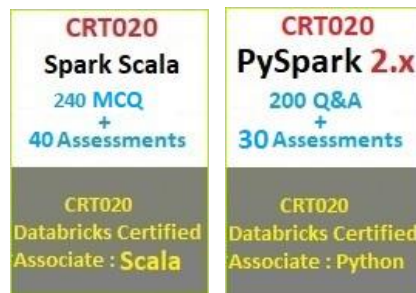 CRT020
Spark Scala
240 MCQ
+
40 Assessments
CRT020
Databricks Certified
Associate : Scala
CRT020
PySpark 2.x
200 Q&A
+
30 Assessments
CRT020
Databricks Certified
Associate : Python